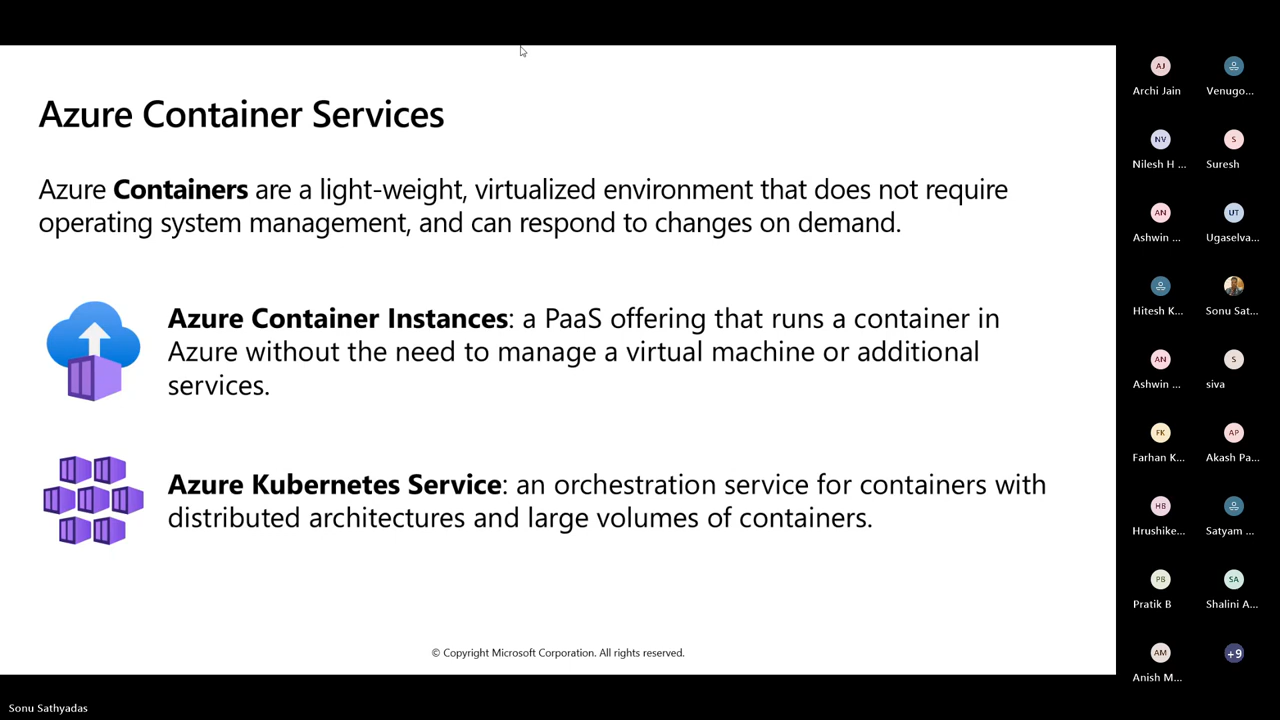 Azure Container Services
Azure Containers are a light-weight, virtualized environment that does not require
operating system management, and can respond to changes on demand.
Azure Container Instances: a PaaS offering that runs a container in
Azure without the need to manage a virtual machine or additional
services.
Azure Kubernetes Service: an orchestration service for containers with
distributed architectures and large volumes of containers.
© Copyright Microsoft Corporation. All rights reserved.
Sonu Sathyadas
AJ
Archi Jain
Venugo...
NV
Nilesh H ...
S
Suresh
AN
Ashwin ...
UT
Ugaselva...
Hitesh K...
Sonu Sat...
AN
Ashwin ...
S
siva
FK
Farhan K...
AP
Akash Pa...
HB
Hrushike...
Satyam ...
PB
Pratik B
SA
Shalini A...
AM
Anish M...
+9